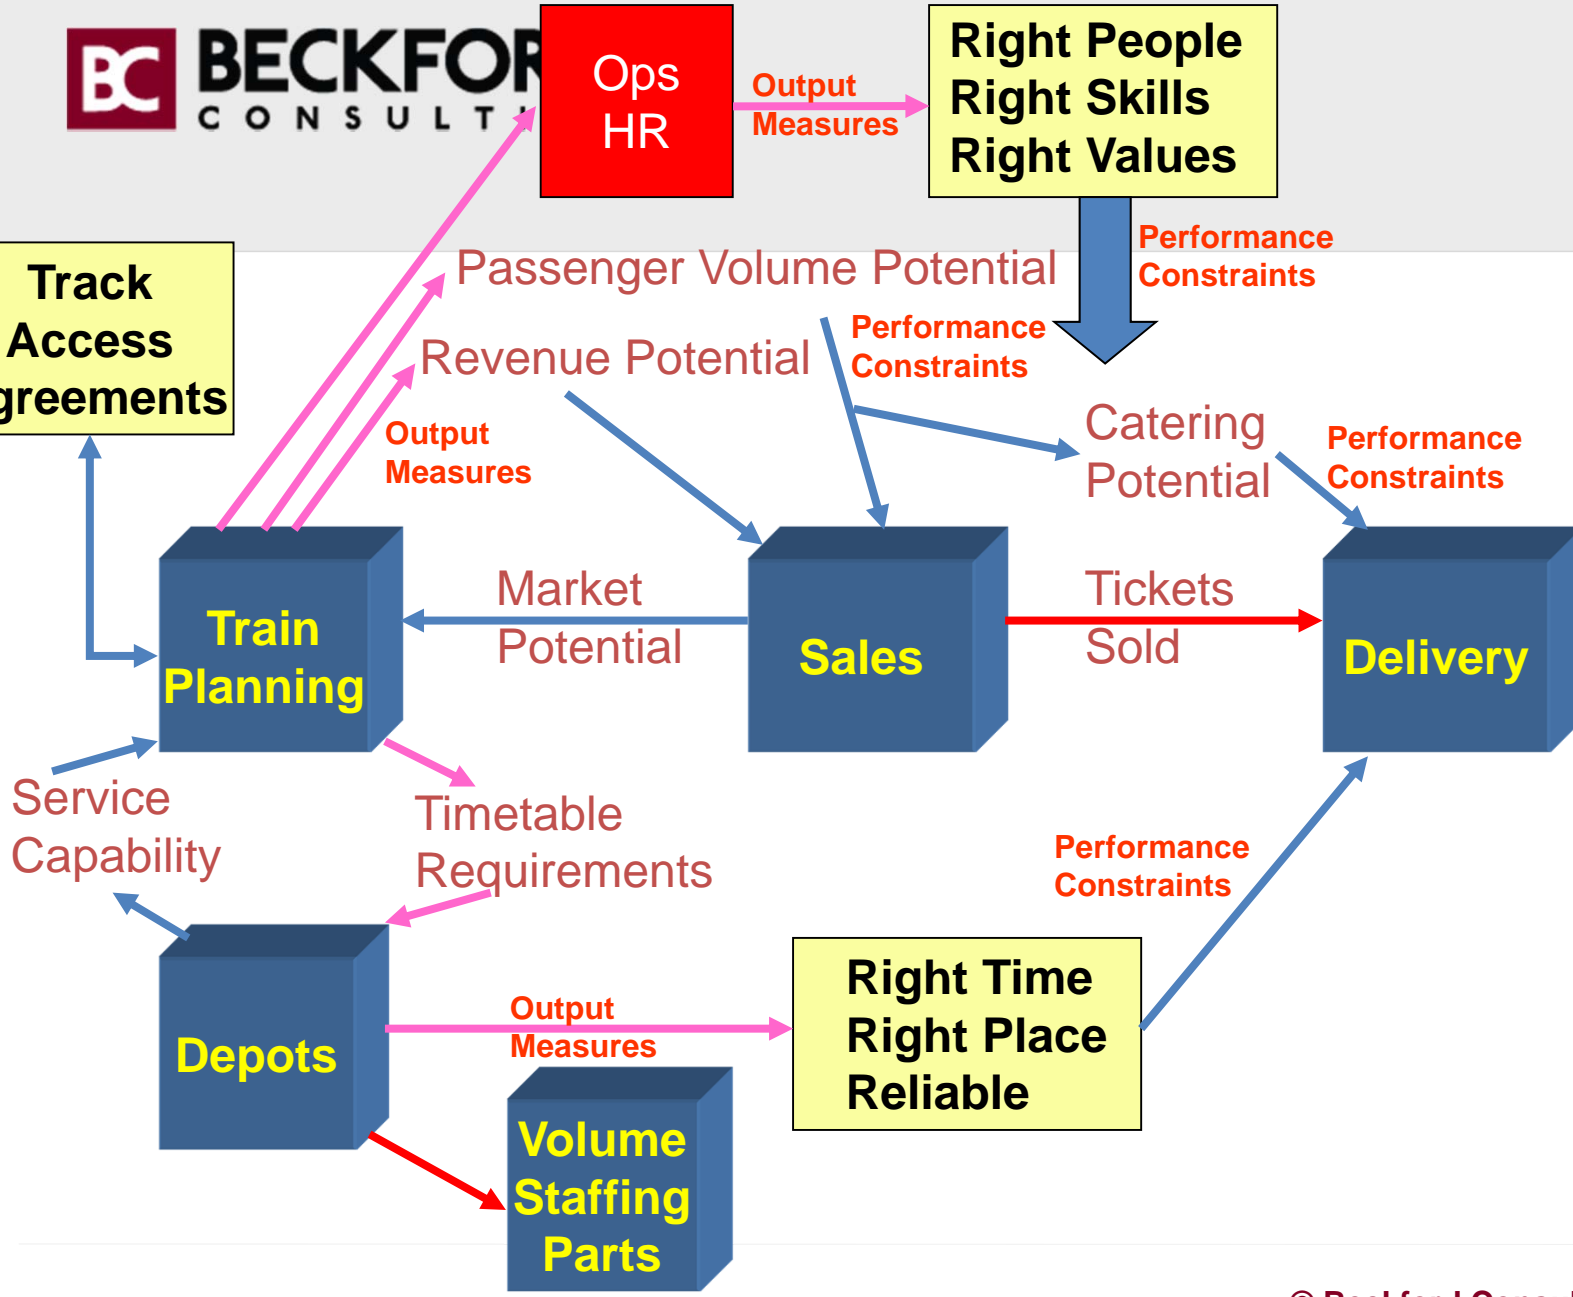 BC BECKFOR
CONSULT
Ops
HR
Output
Measures
Right People
Right Skills
Right Values
Performance
Constraints
Track
Access
greements
Passenger Volume Potential
Revenue Potential
Performance
Constraints
Output
Measures
Catering
Potential
Performance
Constraints
Train
Planning
Market
Potential
Sales
Tickets
Sold
Delivery
Service
Capability
Timetable
Requirements
Performance
Constraints
Depots
Output
Measures
Right Time
Right Place
Reliable
Volume
Staffing
Parts